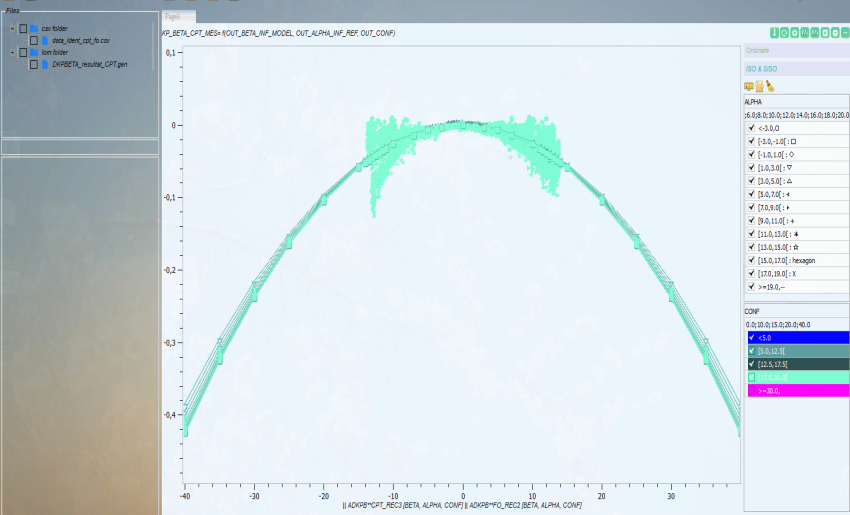 Files
csv folder
data_ident_cpt_fo.csv
lom folder
DKPBETA_resultat_CPT.gen
Page0
KP_BETA_CPT_MES= f(OUT_BETA_INF_MODEL, OUT_ALPHA_INF_REF, OUT_CONF)
0,1
0
-0,1
-0,2
-0,3
-0,4
-40 -30 -20 -10 0 10 20 30
|| ADKPB**CPT_REC3 [BETA, ALPHA, CONF] || ADKPB**FO_REC2 [BETA, ALPHA, CONF]
Ordinate
ISO & SISO
ALPHA
;6.0;8.0;10.0;12.0;14.0;16.0;18.0;20.0
<-3.0,O
[-3.0,-1.0[ : □
[-1.0,1.0[ : ◇
[1.0,3.0[ : ▽
[3.0,5.0[ : △
[5.0,7.0[ : ◂
[7.0,9.0[ : ▸
[9.0,11.0[ : +
[11.0,13.0[ : ∗
[13.0,15.0[ : ☆
[15.0,17.0[ : hexagon
[17.0,19.0[ : X
>=19.0,--
CONF
0.0;10.0;15.0;20.0;40.0
<5.0
[5.0,12.5[
[12.5,17.5[
>=30.0,